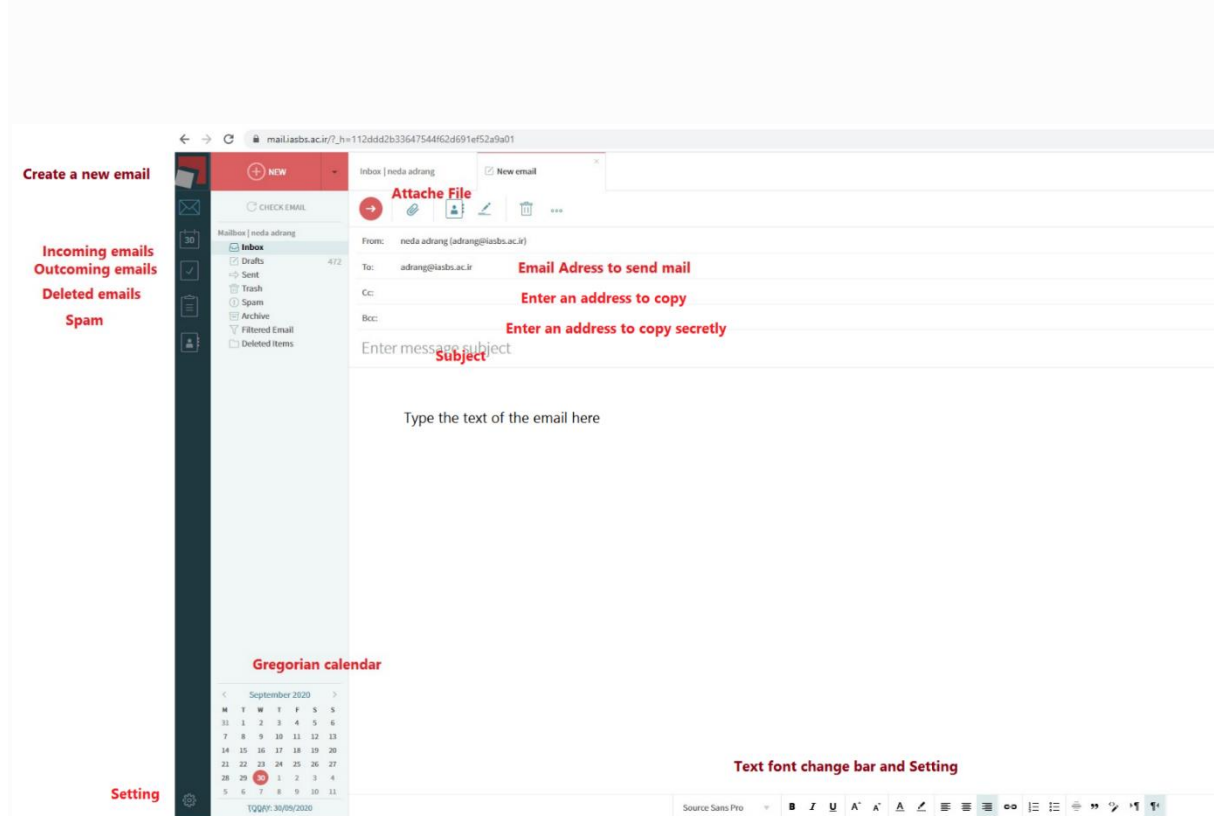 mail.iasbs.ac.ir/?_h=112ddd2b33647544f62d691ef52a9a01
Create a new email
NEW
Inbox | neda adrang
New email
Attache File
CHECK EMAIL
30
Mailbox | neda adrang
Inbox
Drafts 472
Sent
Trash
Spam
Archive
Filtered Email
Deleted Items
Incoming emails
Outcoming emails
Deleted emails
Spam
From: neda adrang (adrang@iasbs.ac.ir)
To: adrang@iasbs.ac.ir Email Adress to send mail
Cc: Enter an address to copy
Bcc: Enter an address to copy secretly
Enter message subject
Subject
Type the text of the email here
Gregorian calendar
September 2020
M T W T F S S
31 1 2 3 4 5 6
7 8 9 10 11 12 13
14 15 16 17 18 19 20
21 22 23 24 25 26 27
28 29 30 1 2 3 4
5 6 7 8 9 10 11
TODAY: 30/09/2020
Setting
Text font change bar and Setting
Source Sans Pro B I U A A A